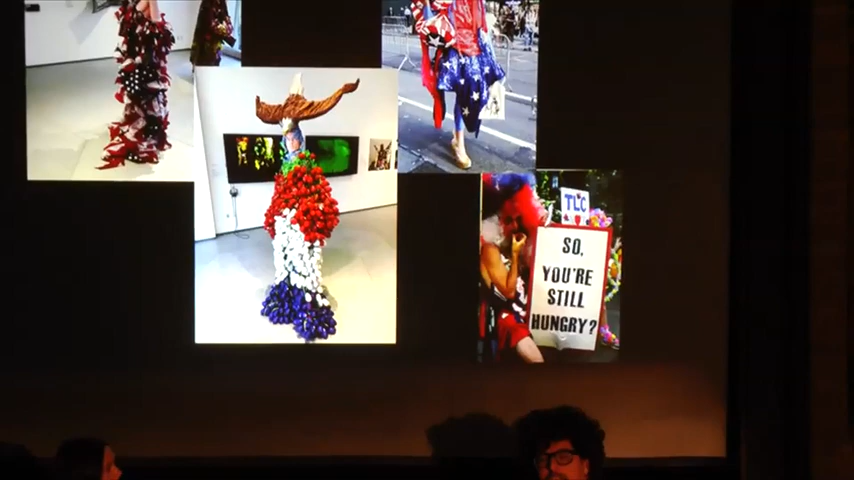 TLC
SO,
YOU'RE
STILL
HUNGRY?